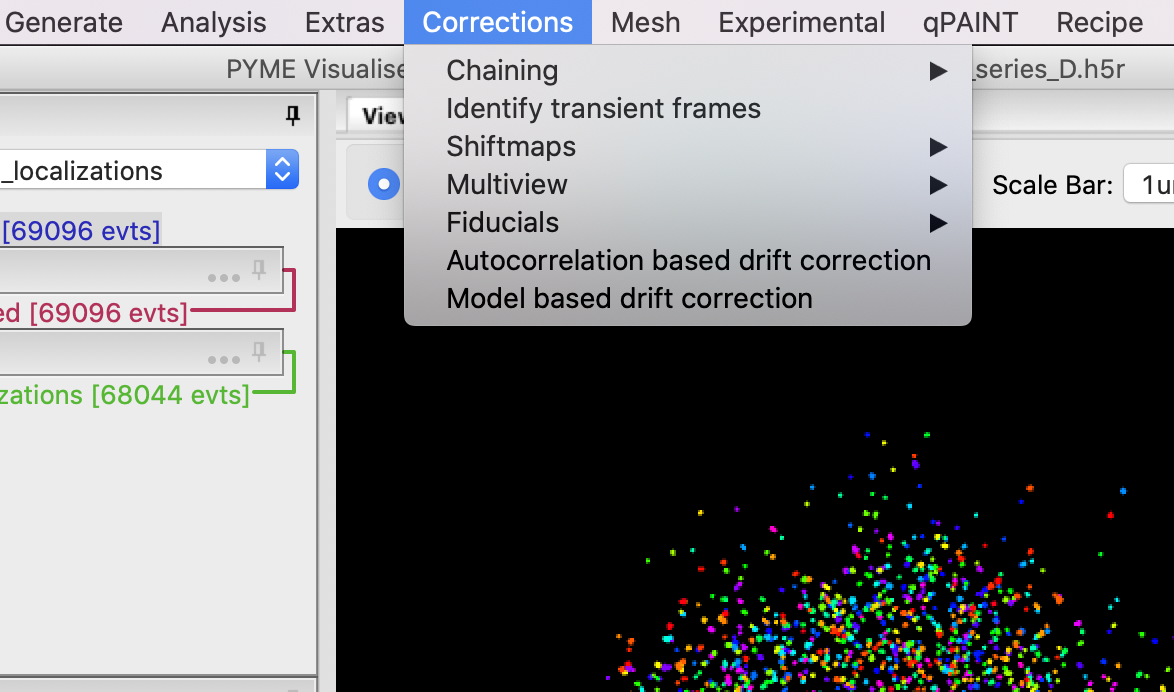 Generate Analysis Extras Corrections Mesh Experimental qPAINT Recipe
PYME Visualise
_series_D.h5r
Chaining
Identify transient frames
Shiftmaps
Multiview
Fiducials
Autocorrelation based drift correction
Model based drift correction
View
_localizations
Scale Bar: 1u
[69096 evts]
ed [69096 evts]
zations [68044 evts]